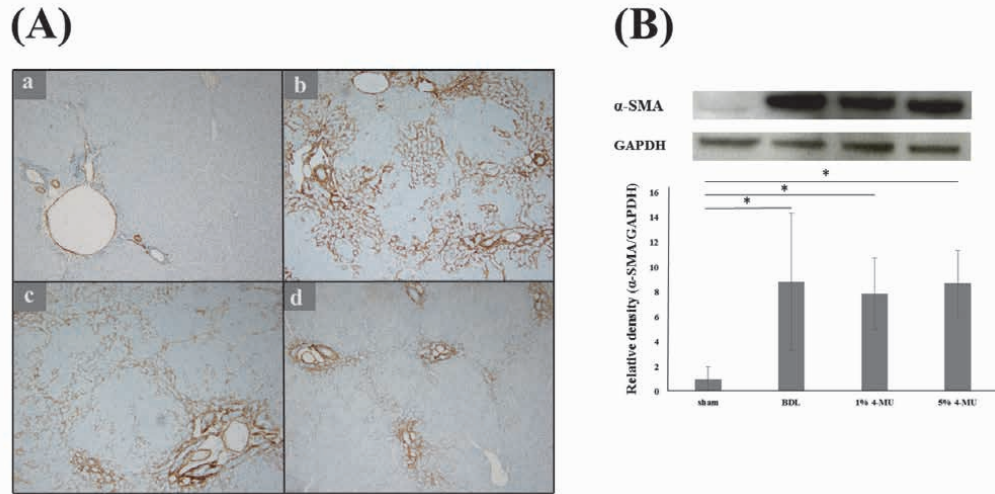 (A)
a
b
c
d
(B)
α-SMA
GAPDH
*
*
*
Relative density (α-SMA/GAPDH)
16
14
12
10
8
6
4
2
0
sham
BDL
1% 4-MU
5% 4-MU